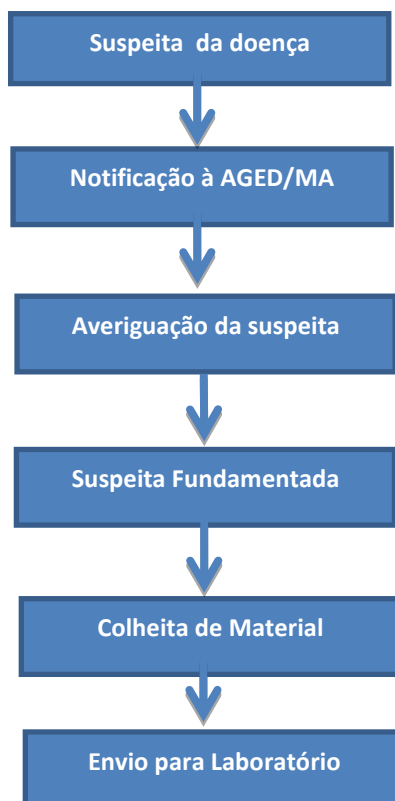 Suspeita da doença
Notificação à AGED/MA
Averiguação da suspeita
Suspeita Fundamentada
Colheita de Material
Envio para Laboratório